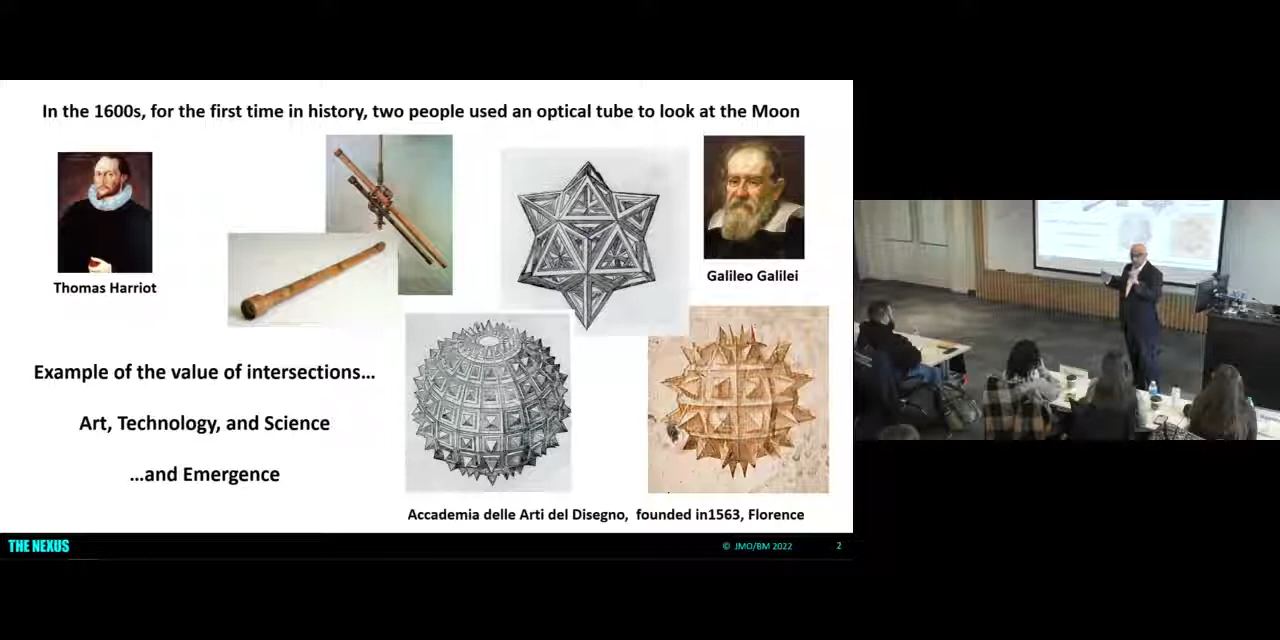 In the 1600s, for the first time in history, two people used an optical tube to look at the Moon
Thomas Harriot
Galileo Galilei
Example of the value of intersections...
Art, Technology, and Science
...and Emergence
Accademia delle Arti del Disegno,  founded in1563, Florence
THE NEXUS
© JMO/BM 2022
2